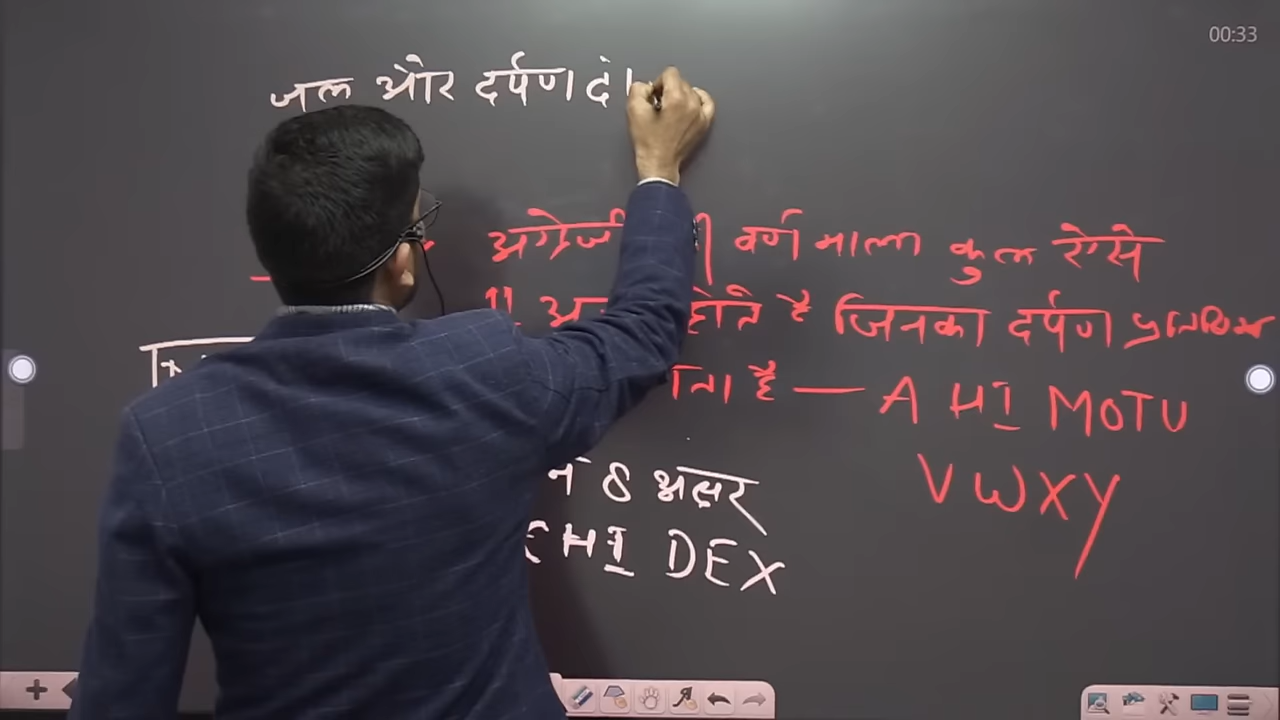 00:33
जल और दर्पण दो
अंग्रेजी वर्ण माला कुल ऐसे
11 होते है जिनका दर्पण प्रतिबिम्ब
है — A HI MOTU
VWXY
8 अक्षर
CHI DEX